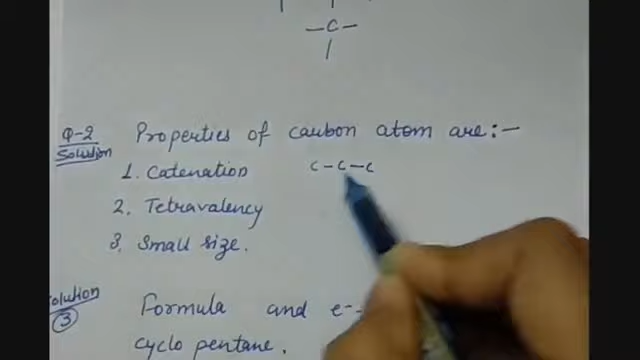 -C-
Q-2 Properties of carbon atom are:-
Solution
1. Catenation C-C-C
2. Tetravalency
3. Small size.
Solution Formula and e-
3
cyclo pentane.